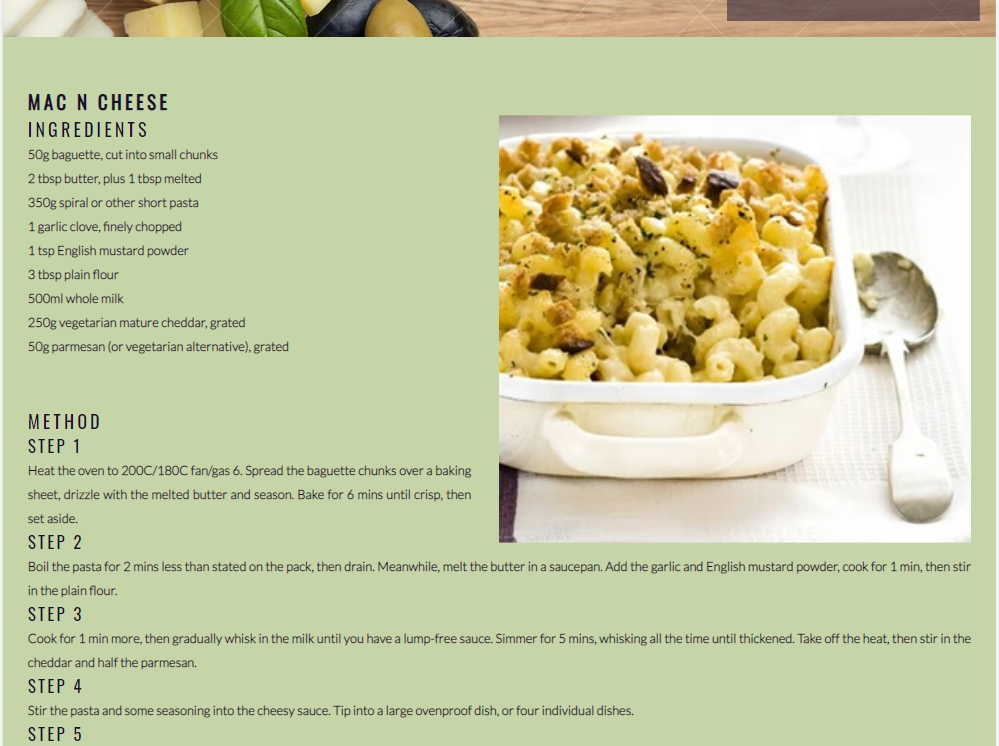 MAC N CHEESE
INGREDIENTS
50g baguette, cut into small chunks
2 tbsp butter, plus 1 tbsp melted
350g spiral or other short pasta
1 garlic clove, finely chopped
1 tsp English mustard powder
3 tbsp plain flour
500ml whole milk
250g vegetarian mature cheddar, grated
50g parmesan (or vegetarian alternative), grated
METHOD
STEP 1
Heat the oven to 200C/180C fan/gas 6. Spread the baguette chunks over a baking
sheet, drizzle with the melted butter and season. Bake for 6 mins until crisp, then
set aside.
STEP 2
Boil the pasta for 2 mins less than stated on the pack, then drain. Meanwhile, melt the butter in a saucepan. Add the garlic and English mustard powder, cook for 1 min, then stir
in the plain flour.
STEP 3
Cook for 1 min more, then gradually whisk in the milk until you have a lump-free sauce. Simmer for 5 mins, whisking all the time until thickened. Take off the heat, then stir in the
cheddar and half the parmesan.
STEP 4
Stir the pasta and some seasoning into the cheesy sauce. Tip into a large ovenproof dish, or four individual dishes.
STEP 5